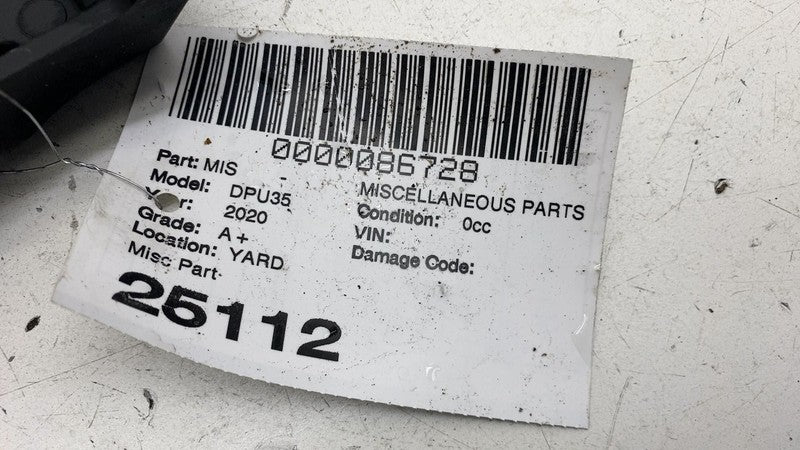 0000086728
Part: MIS -
MISCELLANEOUS PARTS
Model: DPU35
Condition: 0cc
Year: 2020
VIN:
Grade: A+
Damage Code:
Location: YARD
Misc Part
25112